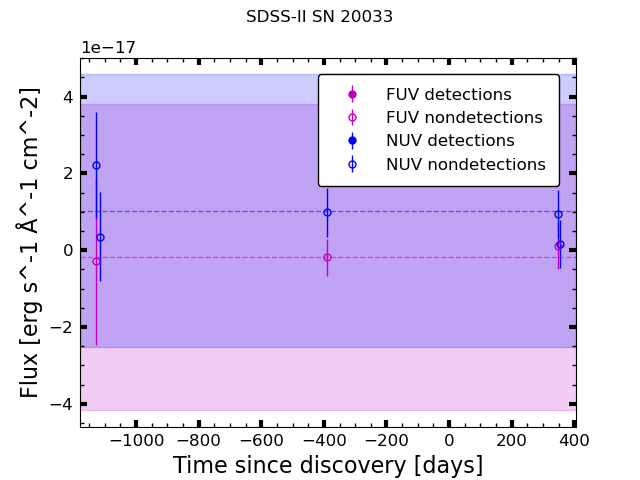 SDSS-II SN 20033
1e−17
FUV detections
FUV nondetections
NUV detections
NUV nondetections
4
2
0
−2
−4
Flux [erg s^-1 Å^-1 cm^-2]
−1000 −800 −600 −400 −200 0 200 400
Time since discovery [days]